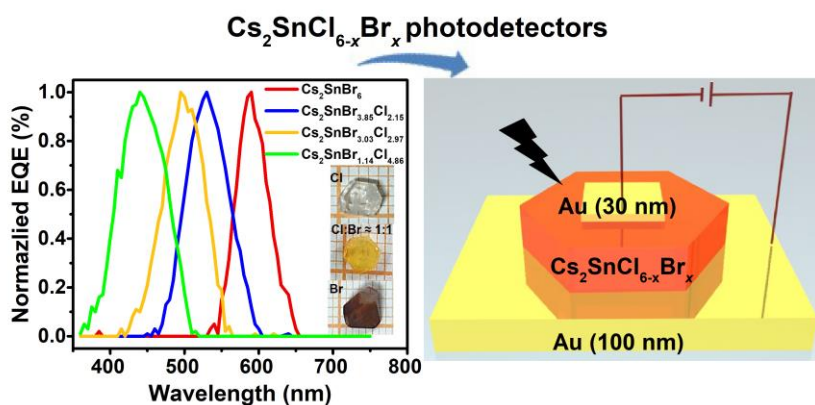 Cs₂SnCl₆₋ₓBrₓ photodetectors
1.0
0.8
0.6
0.4
0.2
0.0
Normazlied EQE (%)
Cs₂SnBr₆
Cs₂SnBr₃.₈₅Cl₂.₁₅
Cs₂SnBr₃.₀₃Cl₂.₉₇
Cs₂SnBr₁.₁₄Cl₄.₈₆
Cl
Cl:Br ≈ 1:1
Br
400 500 600 700 800
Wavelength (nm)
Au (30 nm)
Cs₂SnCl₆₋ₓBrₓ
Au (100 nm)